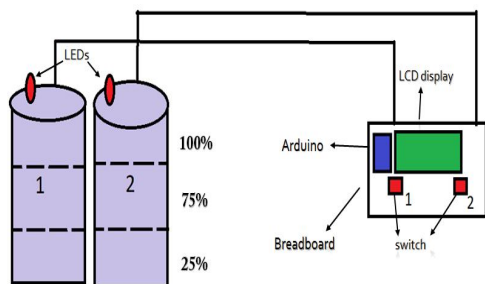 LEDs
LCD display
100%
Arduino
1
2
75%
1
2
Breadboard
switch
25%